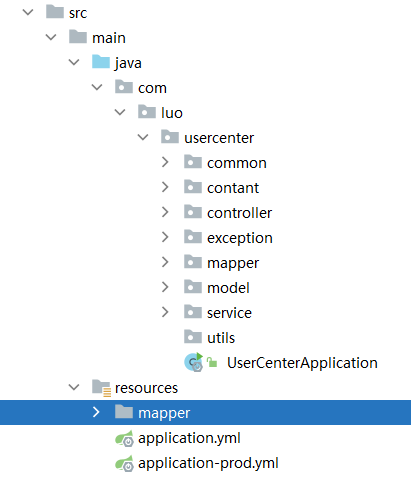 src
main
java
com
luo
usercenter
common
contant
controller
exception
mapper
model
service
utils
UserCenterApplication
resources
mapper
application.yml
application-prod.yml